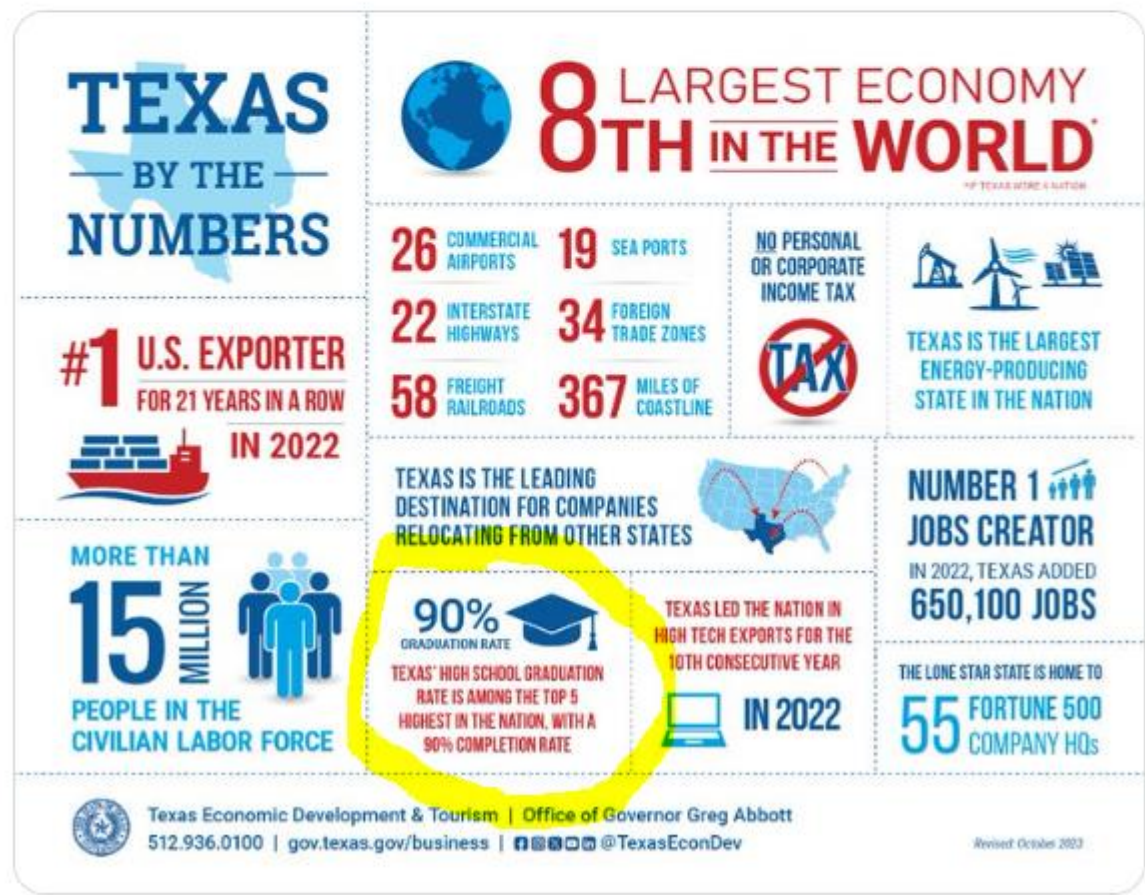 TEXAS
BY THE
NUMBERS
8TH LARGEST ECONOMY
IN THE WORLD*
*IF TEXAS WERE A NATION
#1 U.S. EXPORTER
FOR 21 YEARS IN A ROW
IN 2022
26 COMMERCIAL AIRPORTS
19 SEA PORTS
22 INTERSTATE HIGHWAYS
34 FOREIGN TRADE ZONES
58 FREIGHT RAILROADS
367 MILES OF COASTLINE
NO PERSONAL
OR CORPORATE
INCOME TAX
TAX
TEXAS IS THE LARGEST
ENERGY-PRODUCING
STATE IN THE NATION
TEXAS IS THE LEADING
DESTINATION FOR COMPANIES
RELOCATING FROM OTHER STATES
NUMBER 1
JOBS CREATOR
IN 2022, TEXAS ADDED
650,100 JOBS
MORE THAN
15 MILLION
PEOPLE IN THE
CIVILIAN LABOR FORCE
90%
GRADUATION RATE
TEXAS' HIGH SCHOOL GRADUATION
RATE IS AMONG THE TOP 5
HIGHEST IN THE NATION, WITH A
90% COMPLETION RATE
TEXAS LED THE NATION IN
HIGH TECH EXPORTS FOR THE
10TH CONSECUTIVE YEAR
IN 2022
THE LONE STAR STATE IS HOME TO
55 FORTUNE 500
COMPANY HQs
Texas Economic Development & Tourism | Office of Governor Greg Abbott
512.936.0100 | gov.texas.gov/business | @TexasEconDev
Revised October 2023